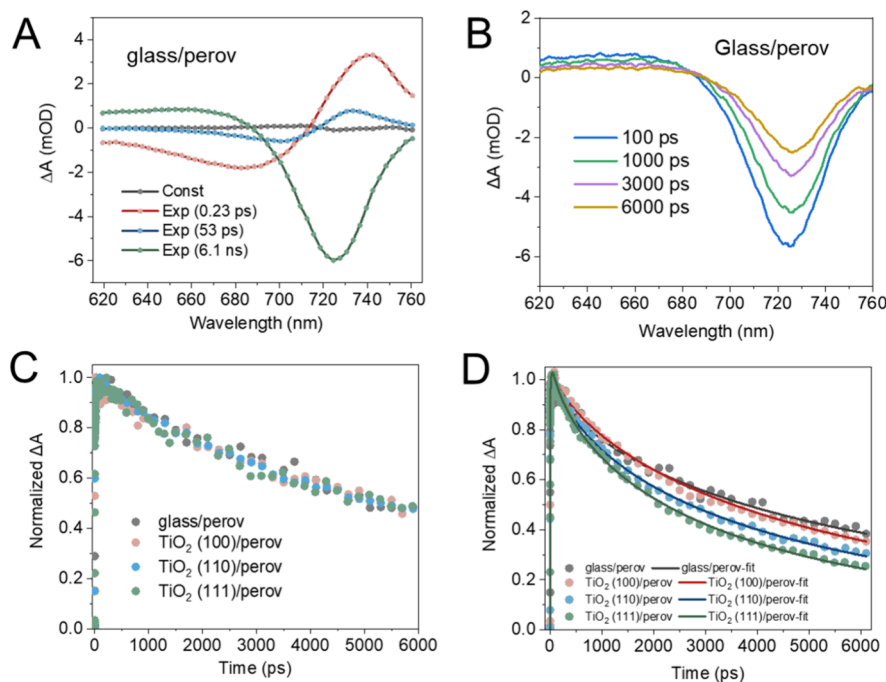 A
glass/perov
4
2
0
-2
-4
-6
ΔA (mOD)
Const
Exp (0.23 ps)
Exp (53 ps)
Exp (6.1 ns)
620 640 660 680 700 720 740 760
Wavelength (nm)
B
Glass/perov
2
0
-2
-4
-6
ΔA (mOD)
100 ps
1000 ps
3000 ps
6000 ps
620 640 660 680 700 720 740 760
Wavelength (nm)
C
1.0
0.8
0.6
0.4
0.2
0.0
Normalized ΔA
glass/perov
TiO₂ (100)/perov
TiO₂ (110)/perov
TiO₂ (111)/perov
0 1000 2000 3000 4000 5000 6000
Time (ps)
D
1.0
0.8
0.6
0.4
0.2
0.0
Normalized ΔA
glass/perov glass/perov-fit
TiO₂ (100)/perov TiO₂ (100)/perov-fit
TiO₂ (110)/perov TiO₂ (110)/perov-fit
TiO₂ (111)/perov TiO₂ (111)/perov-fit
0 1000 2000 3000 4000 5000 6000
Time (ps)